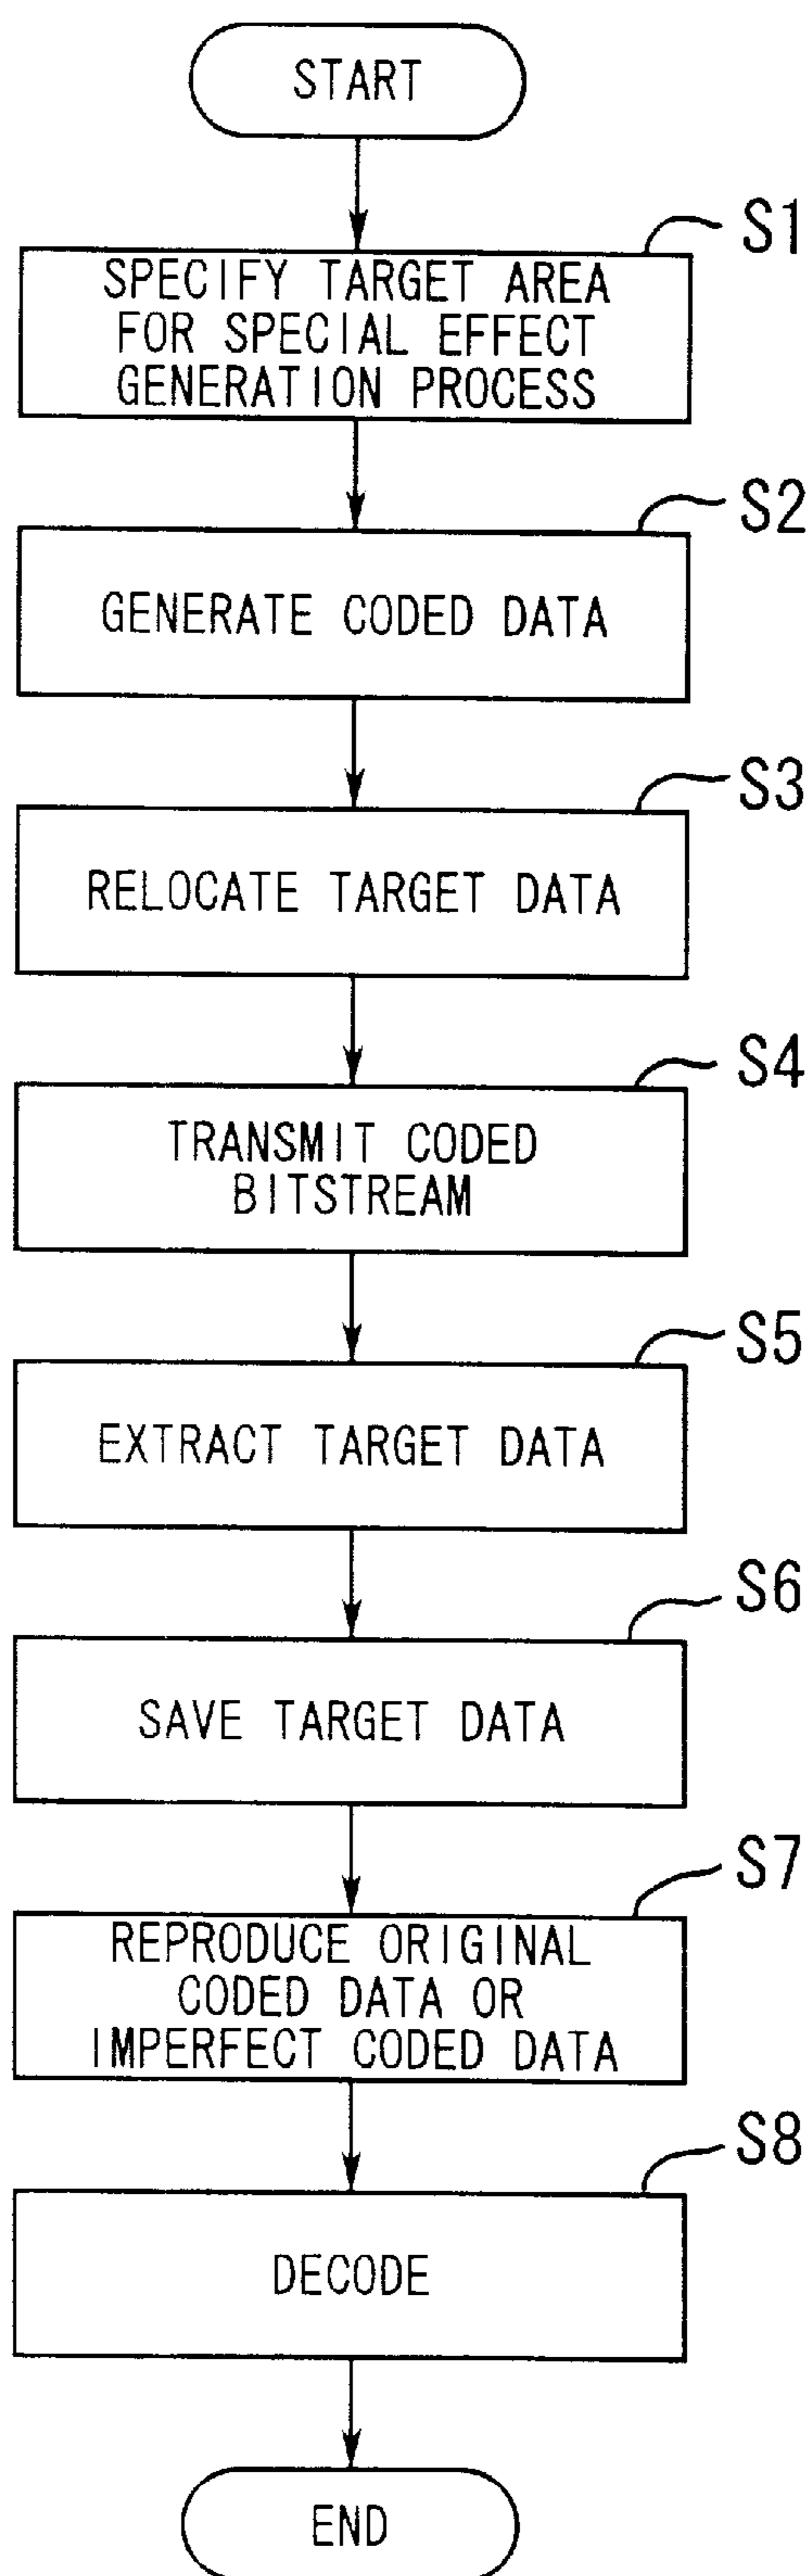 START
S1
SPECIFY TARGET AREA
FOR SPECIAL EFFECT
GENERATION PROCESS
S2
GENERATE CODED DATA
S3
RELOCATE TARGET DATA
S4
TRANSMIT CODED
BITSTREAM
S5
EXTRACT TARGET DATA
S6
SAVE TARGET DATA
S7
REPRODUCE ORIGINAL
CODED DATA OR
IMPERFECT CODED DATA
S8
DECODE
END